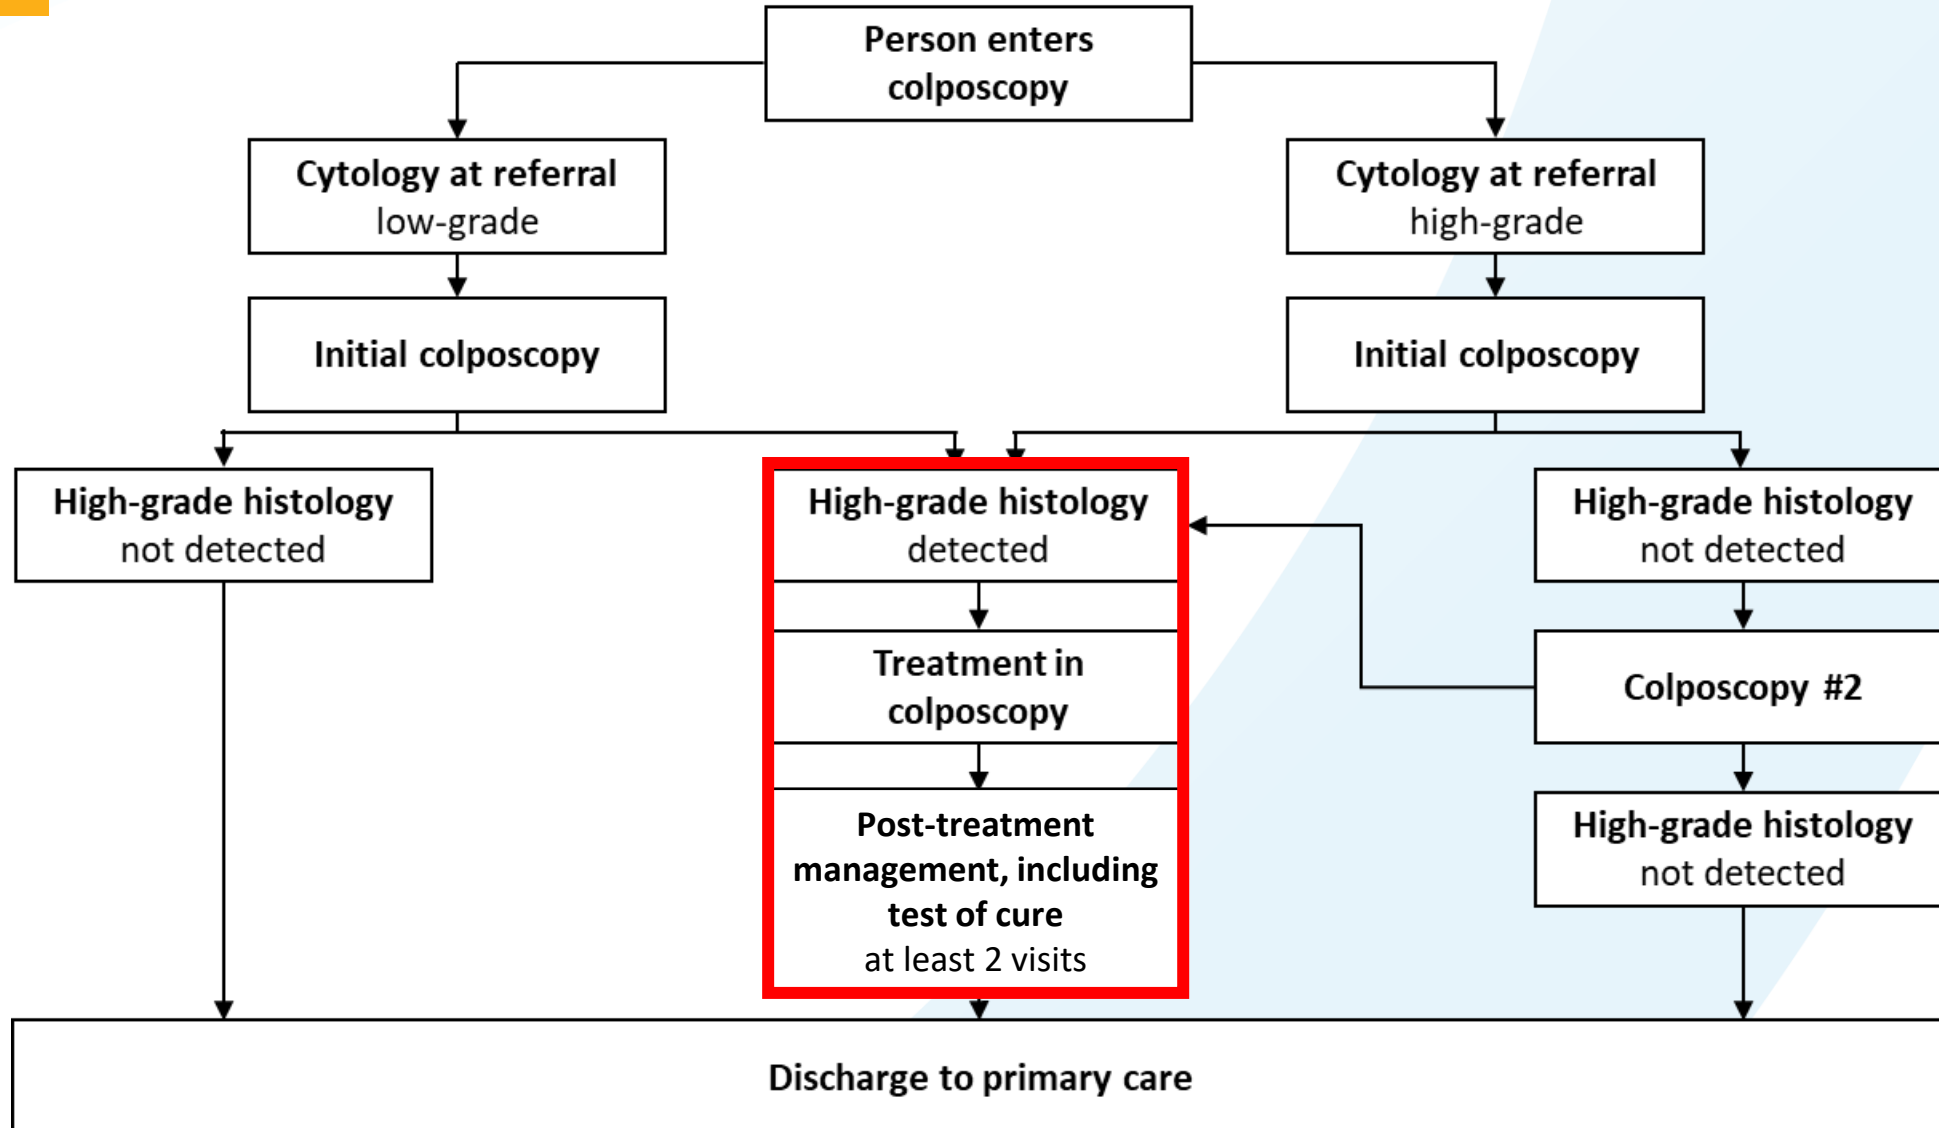 Person enters
colposcopy
Cytology at referral
low-grade
Cytology at referral
high-grade
Initial colposcopy
Initial colposcopy
High-grade histology
not detected
High-grade histology
detected
High-grade histology
not detected
Treatment in
colposcopy
Colposcopy #2
Post-treatment
management, including
test of cure
at least 2 visits
High-grade histology
not detected
Discharge to primary care